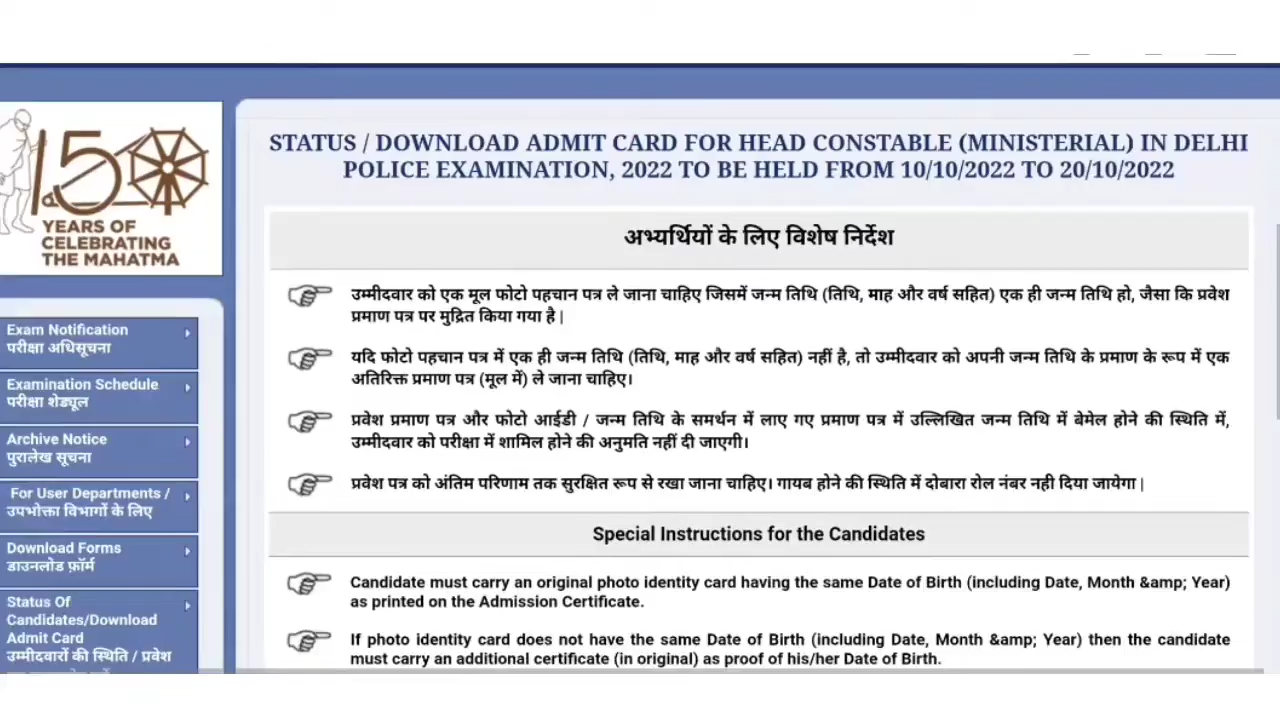 150
YEARS OF
CELEBRATING
THE MAHATMA
Exam Notification
परीक्षा अधिसूचना
Examination Schedule
परीक्षा शेड्यूल
Archive Notice
पुरालेख सूचना
For User Departments /
उपभोक्ता विभागों के लिए
Download Forms
डाउनलोड फ़ॉर्म
Status Of
Candidates/Download
Admit Card
उम्मीदवारों की स्थिति / प्रवेश
STATUS / DOWNLOAD ADMIT CARD FOR HEAD CONSTABLE (MINISTERIAL) IN DELHI
POLICE EXAMINATION, 2022 TO BE HELD FROM 10/10/2022 TO 20/10/2022
अभ्यर्थियों के लिए विशेष निर्देश
उम्मीदवार को एक मूल फोटो पहचान पत्र ले जाना चाहिए जिसमें जन्म तिथि (तिथि, माह और वर्ष सहित) एक ही जन्म तिथि हो, जैसा कि प्रवेश
प्रमाण पत्र पर मुद्रित किया गया है |
यदि फोटो पहचान पत्र में एक ही जन्म तिथि (तिथि, माह और वर्ष सहित) नहीं है, तो उम्मीदवार को अपनी जन्म तिथि के प्रमाण के रूप में एक
अतिरिक्त प्रमाण पत्र (मूल में) ले जाना चाहिए।
प्रवेश प्रमाण पत्र और फोटो आईडी / जन्म तिथि के समर्थन में लाए गए प्रमाण पत्र में उल्लिखित जन्म तिथि में बेमेल होने की स्थिति में,
उम्मीदवार को परीक्षा में शामिल होने की अनुमति नहीं दी जाएगी।
प्रवेश पत्र को अंतिम परिणाम तक सुरक्षित रूप से रखा जाना चाहिए। गायब होने की स्थिति में दोबारा रोल नंबर नही दिया जायेगा |
Special Instructions for the Candidates
Candidate must carry an original photo identity card having the same Date of Birth (including Date, Month &amp; Year)
as printed on the Admission Certificate.
If photo identity card does not have the same Date of Birth (including Date, Month &amp; Year) then the candidate
must carry an additional certificate (in original) as proof of his/her Date of Birth.